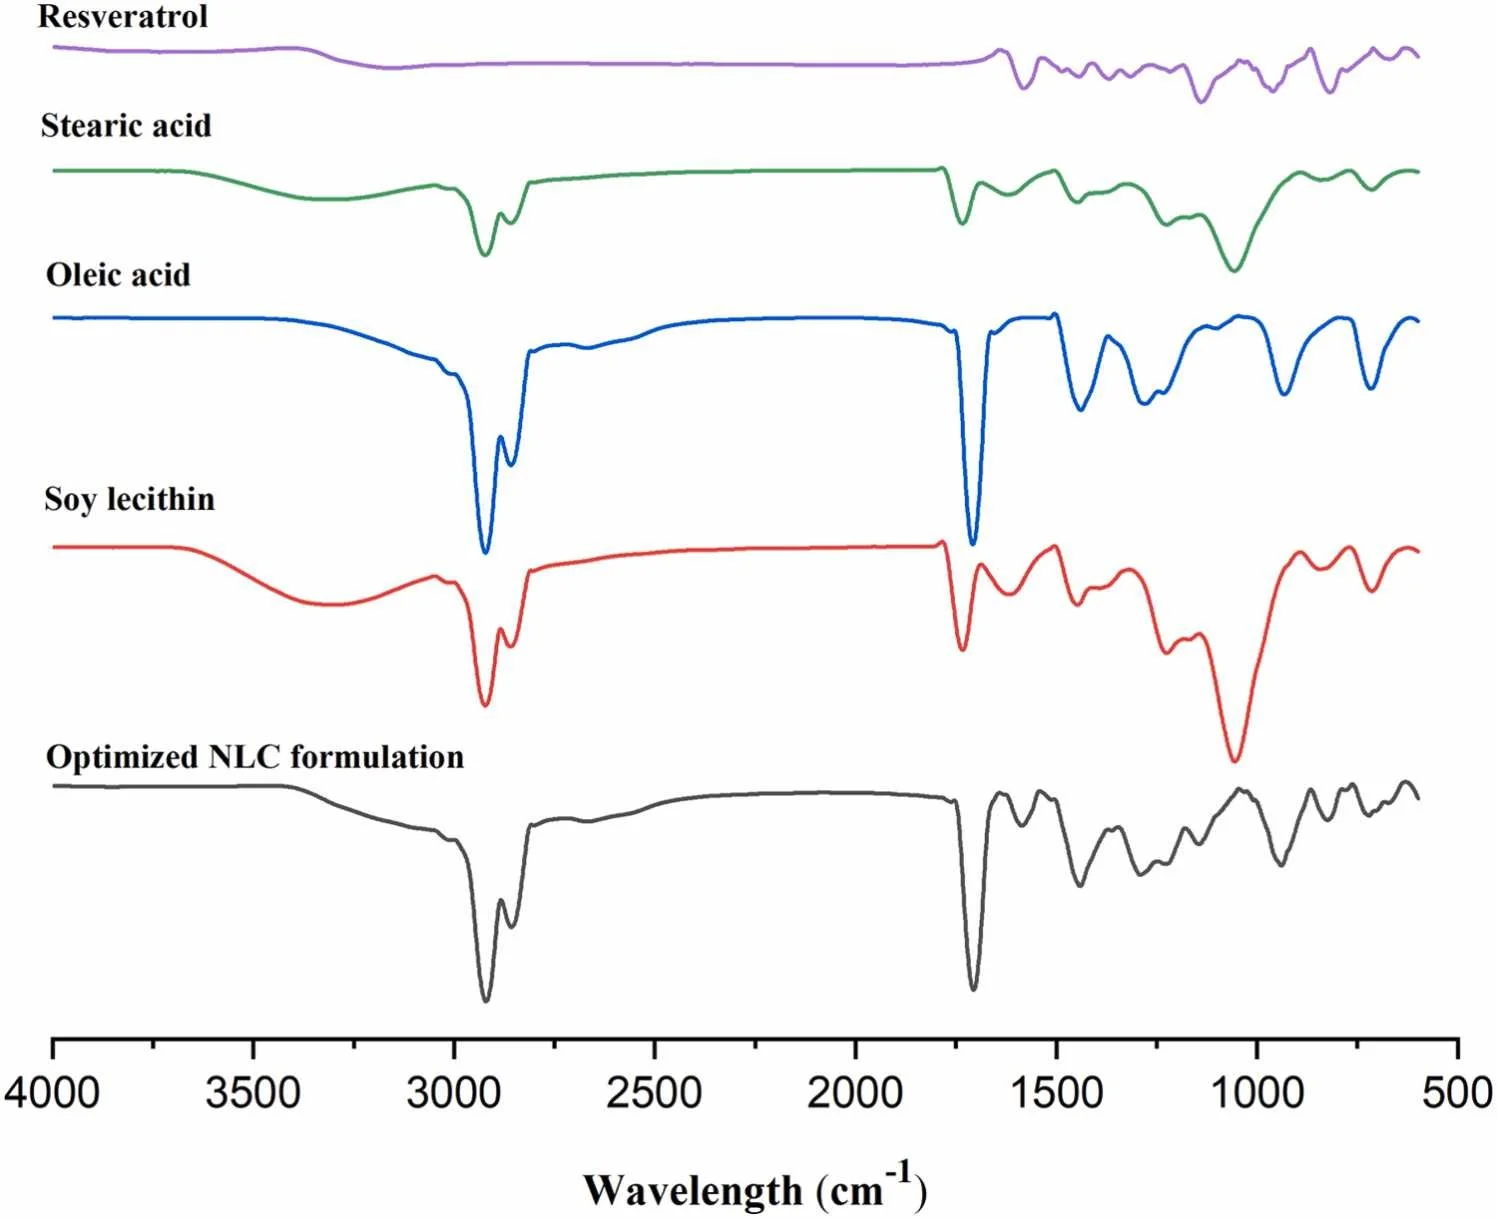 Resveratrol
Stearic acid
Oleic acid
Soy lecithin
Optimized NLC formulation
4000 3500 3000 2500 2000 1500 1000 500
Wavelength (cm⁻¹)